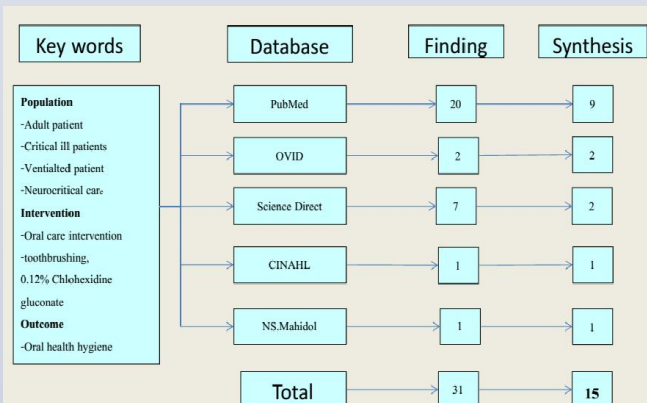 Key words Database Finding Synthesis
Population
-Adult patient
-Critical ill patients
-Ventialted patient
-Neurocritical care
Intervention
-Oral care intervention
-toothbrushing,
0.12% Chlohexidine
gluconate
Outcome
-Oral health hygiene
PubMed 20 9
OVID 2 2
Science Direct 7 2
CINAHL 1 1
NS.Mahidol 1 1
Total 31 15